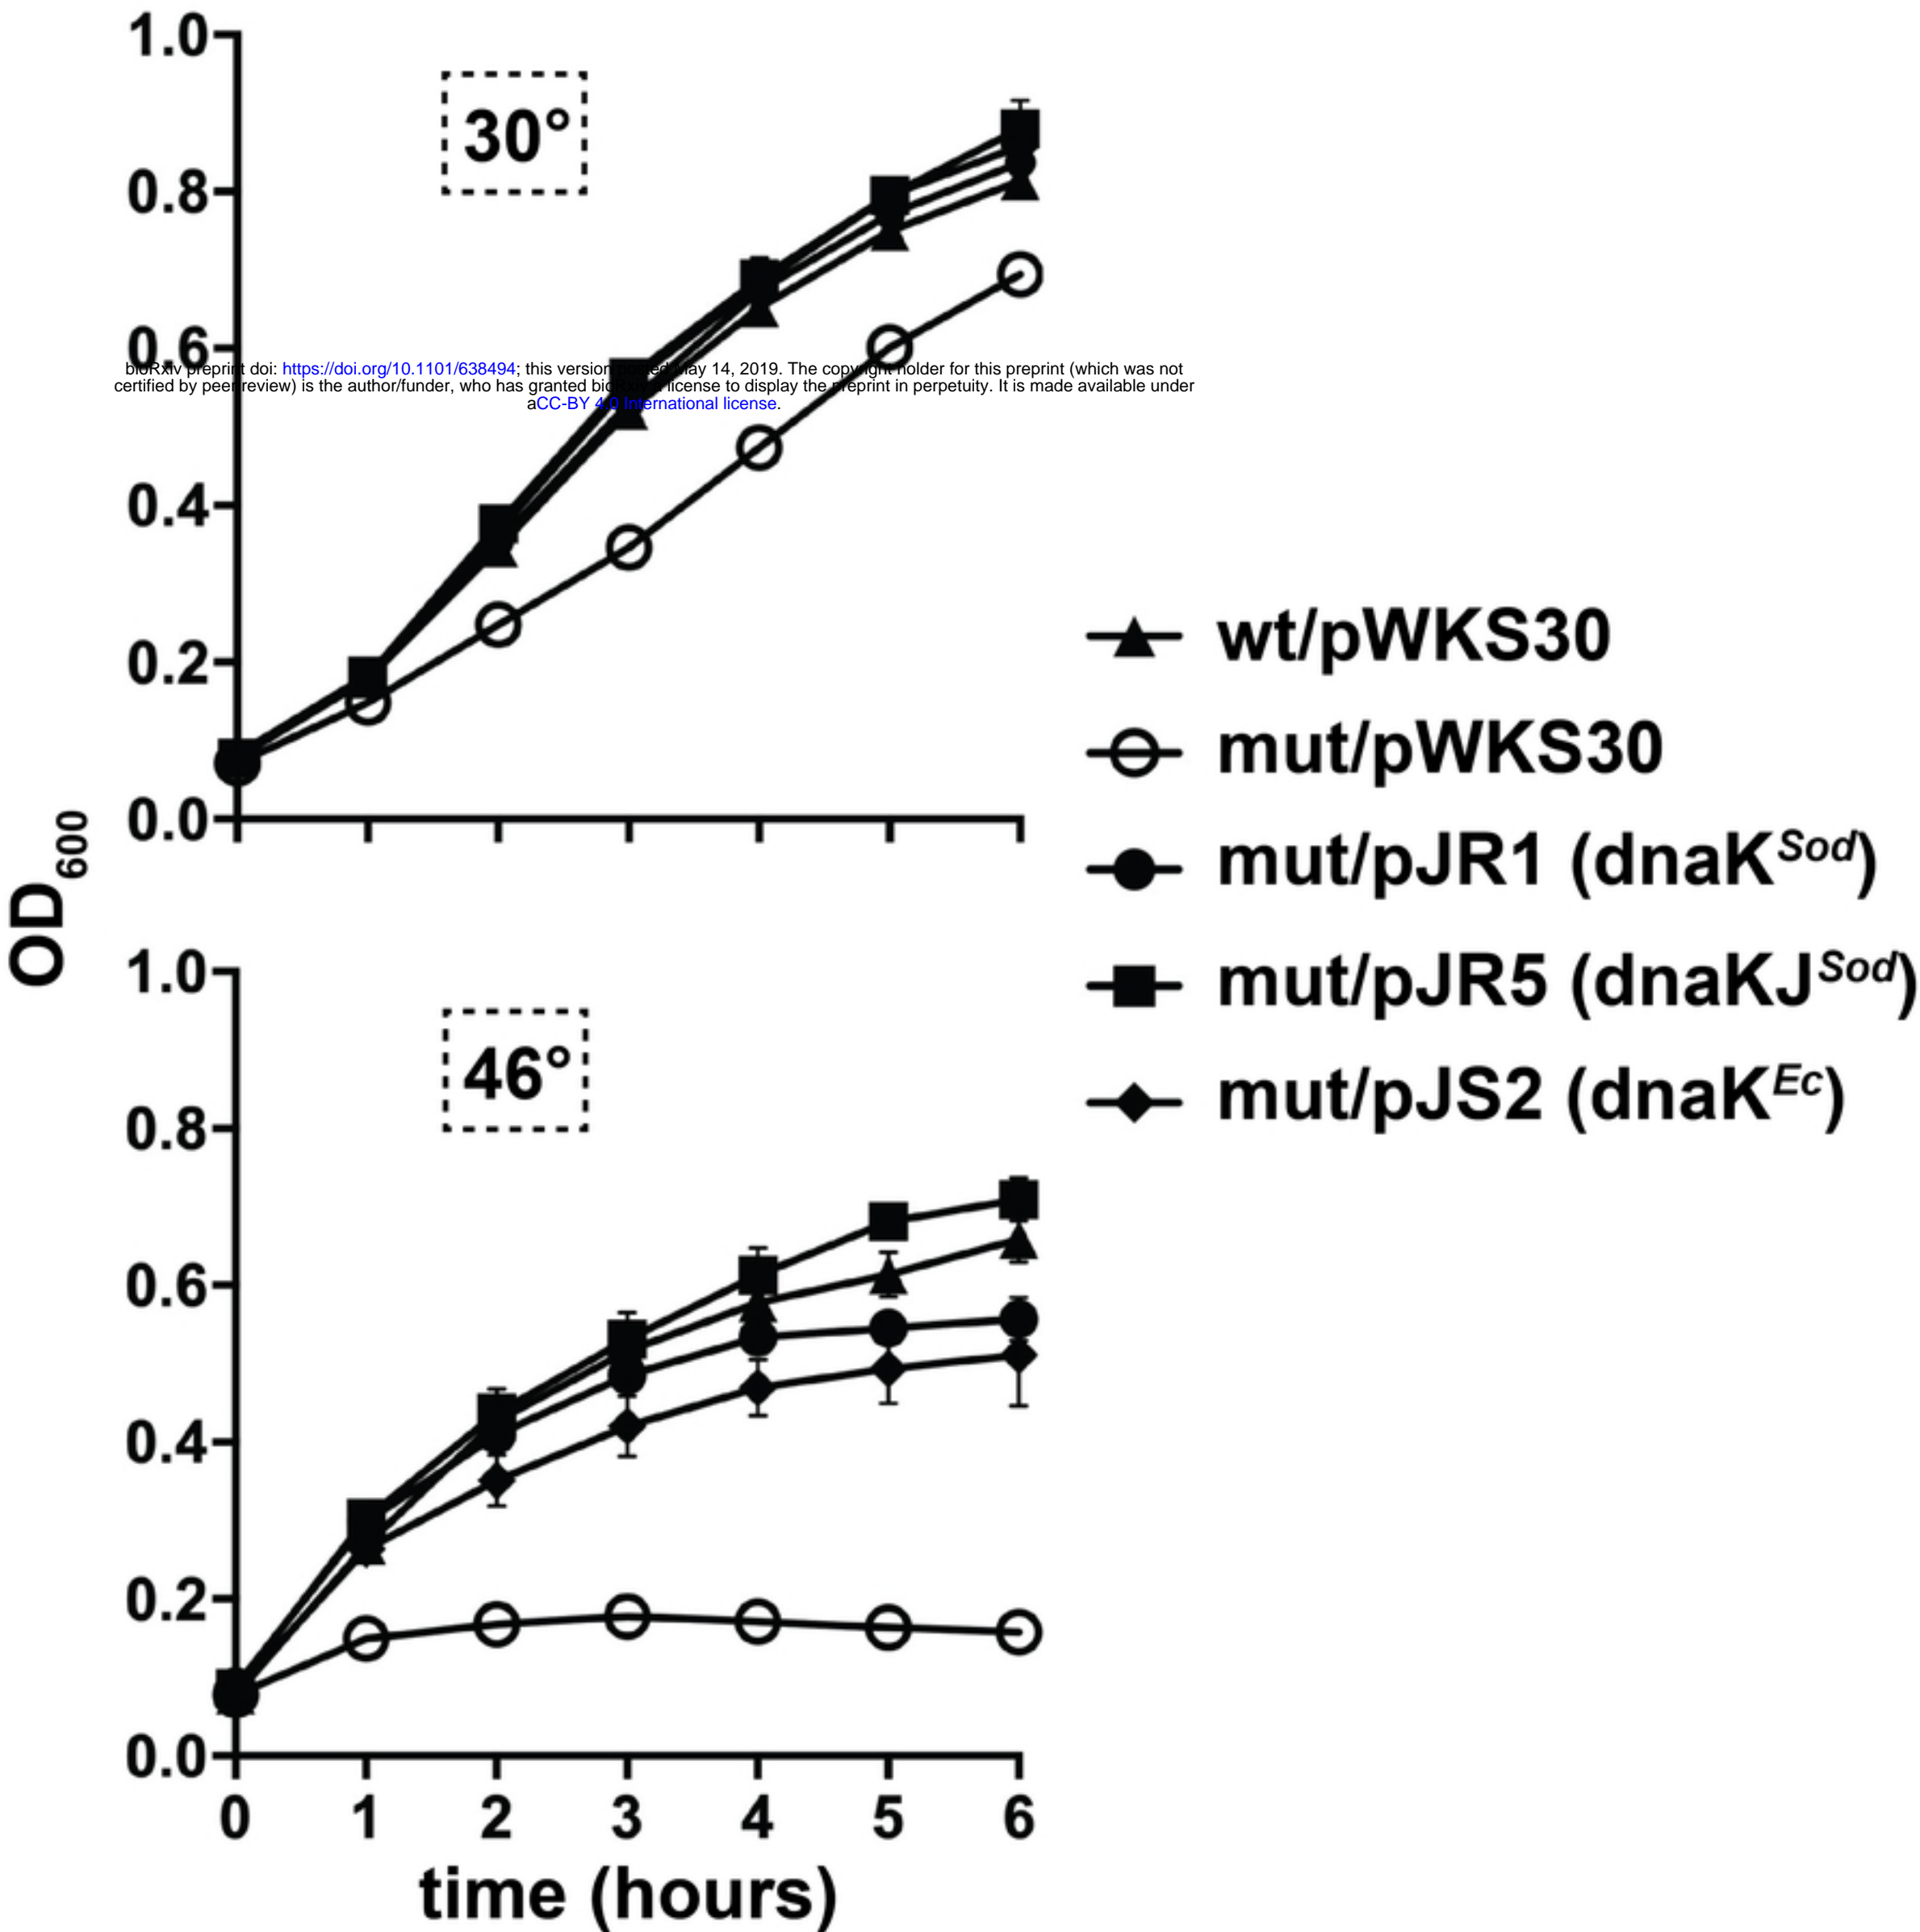 1.0
30°
0.8
0.6
bioRxiv preprint doi: https://doi.org/10.1101/638494; this version posted May 14, 2019. The copyright holder for this preprint (which was not
certified by peer review) is the author/funder, who has granted bioRxiv a license to display the preprint in perpetuity. It is made available under
aCC-BY 4.0 International license.
0.4
0.2
0.0
OD600
wt/pWKS30
mut/pWKS30
mut/pJR1 (dnaKSod)
mut/pJR5 (dnaKJSod)
mut/pJS2 (dnaKEc)
1.0
46°
0.8
0.6
0.4
0.2
0.0
0 1 2 3 4 5 6
time (hours)